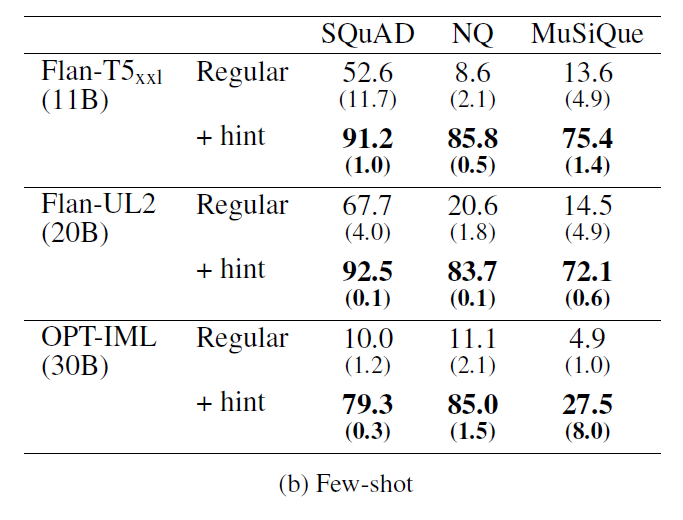 SQuAD NQ MuSiQue
Flan-T5xxl Regular 52.6 8.6 13.6
(11B) (11.7) (2.1) (4.9)
+ hint 91.2 85.8 75.4
(1.0) (0.5) (1.4)
Flan-UL2 Regular 67.7 20.6 14.5
(20B) (4.0) (1.8) (4.9)
+ hint 92.5 83.7 72.1
(0.1) (0.1) (0.6)
OPT-IML Regular 10.0 11.1 4.9
(30B) (1.2) (2.1) (1.0)
+ hint 79.3 85.0 27.5
(0.3) (1.5) (8.0)
(b) Few-shot